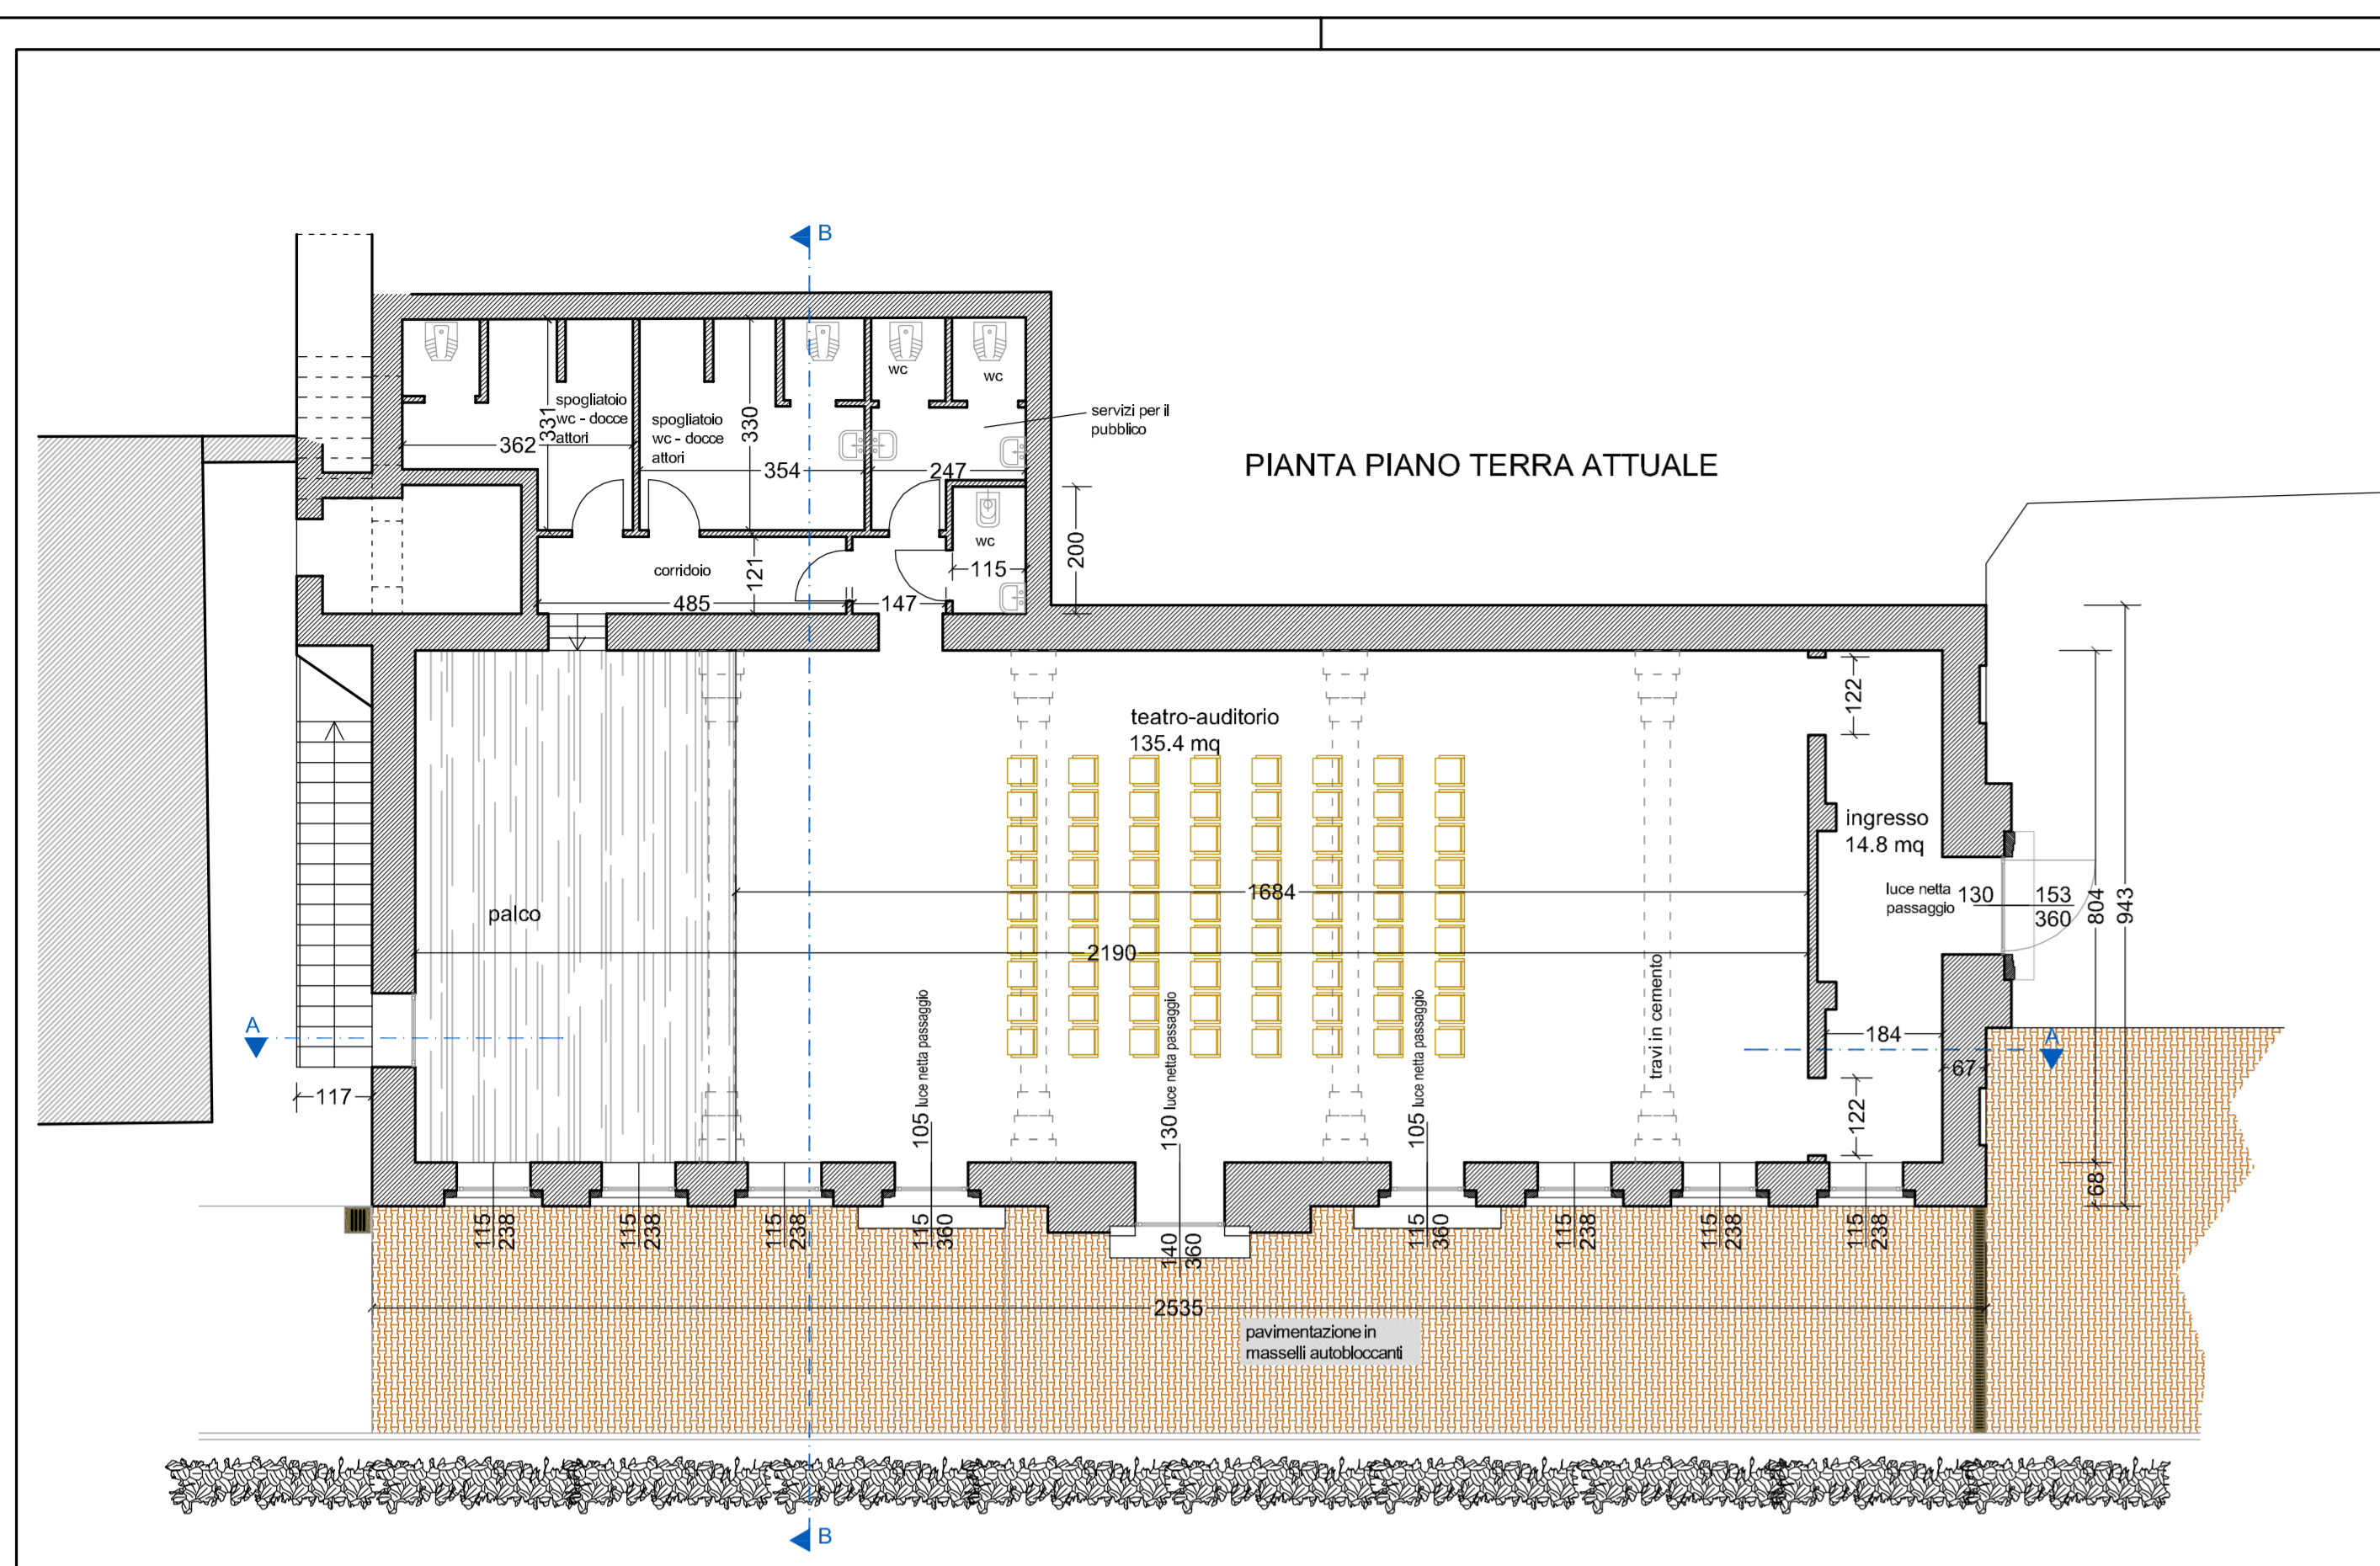 B
spogliatoio
wc - docce
attori
331
362
spogliatoio
wc - docce
attori
330
354
wc
wc
247
servizi per il
pubblico
PIANTA PIANO TERRA ATTUALE
wc
115
200
corridoio
121
485
147
teatro-auditorio
135.4 mq
122
ingresso
14.8 mq
1684
luce netta
passaggio
130
153
360
804
943
palco
2190
travi in cemento
A
184
A
67
117
105 luce netta passaggio
130 luce netta passaggio
105 luce netta passaggio
122
68
115
238
115
238
115
238
115
360
140
360
115
360
115
238
115
238
115
238
2535
pavimentazione in
masselli autobloccanti
B